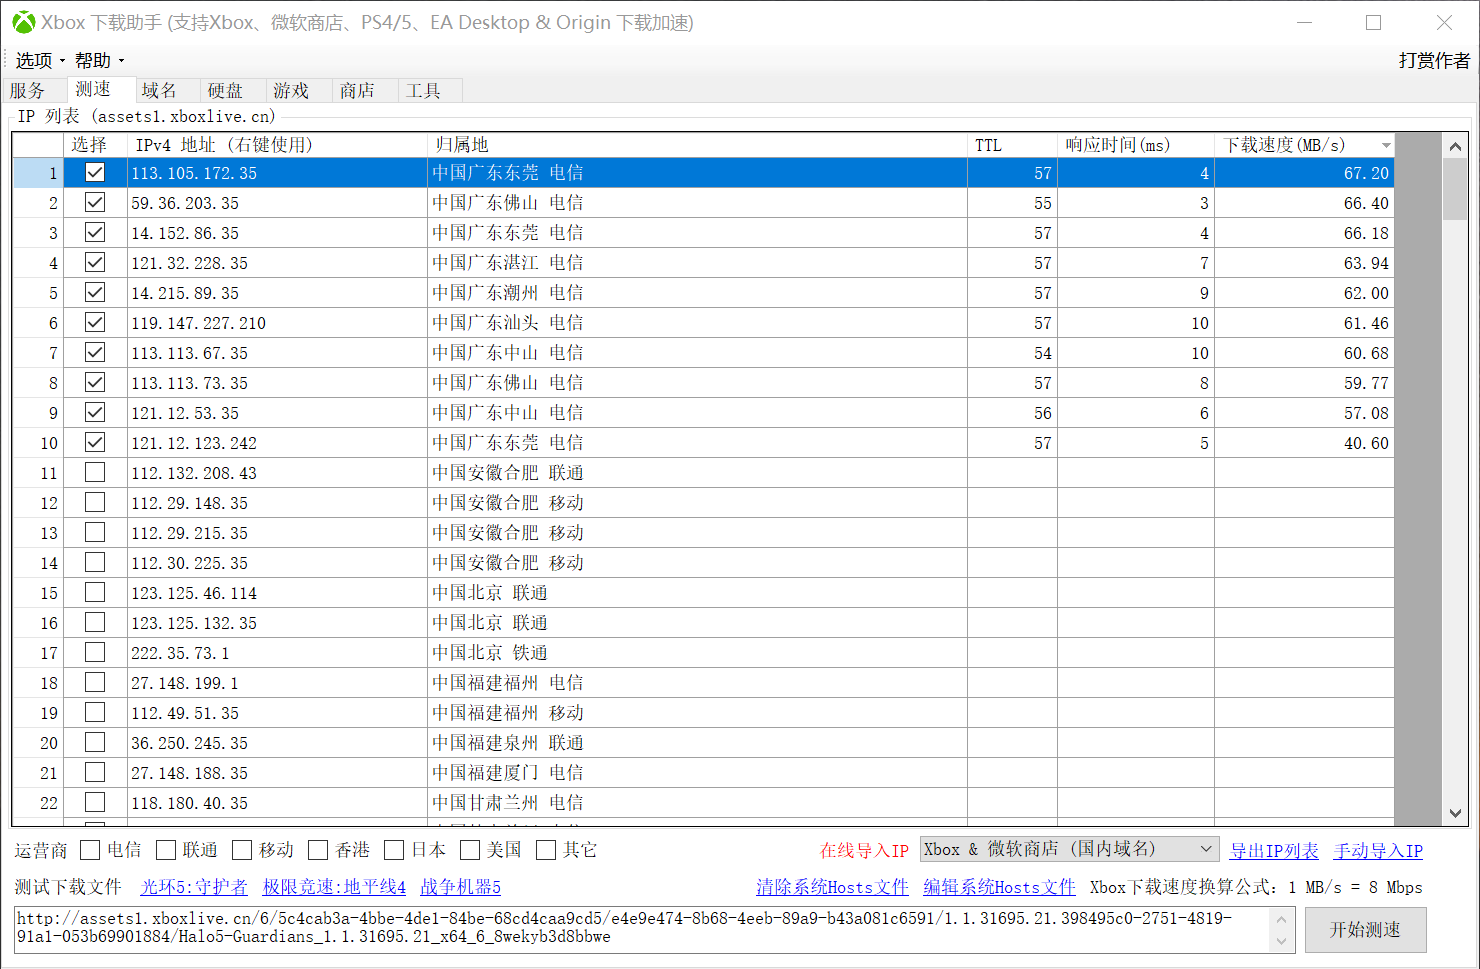 Xbox 下载助手 (支持Xbox、微软商店、PS4/5、EA Desktop & Origin 下载加速)
选项 帮助 打赏作者
服务 测速 域名 硬盘 游戏 商店 工具
IP 列表 (assets1.xboxlive.cn)
选择 IPv4 地址 (右键使用) 归属地 TTL 响应时间(ms) 下载速度(MB/s)
1 113.105.172.35 中国广东东莞 电信 57 4 67.20
2 59.36.203.35 中国广东佛山 电信 55 3 66.40
3 14.152.86.35 中国广东东莞 电信 57 4 66.18
4 121.32.228.35 中国广东湛江 电信 57 7 63.94
5 14.215.89.35 中国广东潮州 电信 57 9 62.00
6 119.147.227.210 中国广东汕头 电信 57 10 61.46
7 113.113.67.35 中国广东中山 电信 54 10 60.68
8 113.113.73.35 中国广东佛山 电信 57 8 59.77
9 121.12.53.35 中国广东中山 电信 56 6 57.08
10 121.12.123.242 中国广东东莞 电信 57 5 40.60
11 112.132.208.43 中国安徽合肥 联通
12 112.29.148.35 中国安徽合肥 移动
13 112.29.215.35 中国安徽合肥 移动
14 112.30.225.35 中国安徽合肥 移动
15 123.125.46.114 中国北京 联通
16 123.125.132.35 中国北京 联通
17 222.35.73.1 中国北京 铁通
18 27.148.199.1 中国福建福州 电信
19 112.49.51.35 中国福建福州 移动
20 36.250.245.35 中国福建泉州 联通
21 27.148.188.35 中国福建厦门 电信
22 118.180.40.35 中国甘肃兰州 电信
运营商 电信 联通 移动 香港 日本 美国 其它 在线导入IP Xbox & 微软商店 (国内域名) 导出IP列表 手动导入IP
测试下载文件 光环5:守护者 极限竞速:地平线4 战争机器5 清除系统Hosts文件 编辑系统Hosts文件 Xbox下载速度换算公式: 1 MB/s = 8 Mbps
http://assets1.xboxlive.cn/6/5c4cab3a-4bbe-4de1-84be-68cd4caa9cd5/e4e9e474-8b68-4eeb-89a9-b43a081c6591/1.1.31695.21.398495c0-2751-4819-
91a1-053b69901884/Halo5-Guardians_1.1.31695.21_x64_6_8wekyb3d8bbwe
开始测速